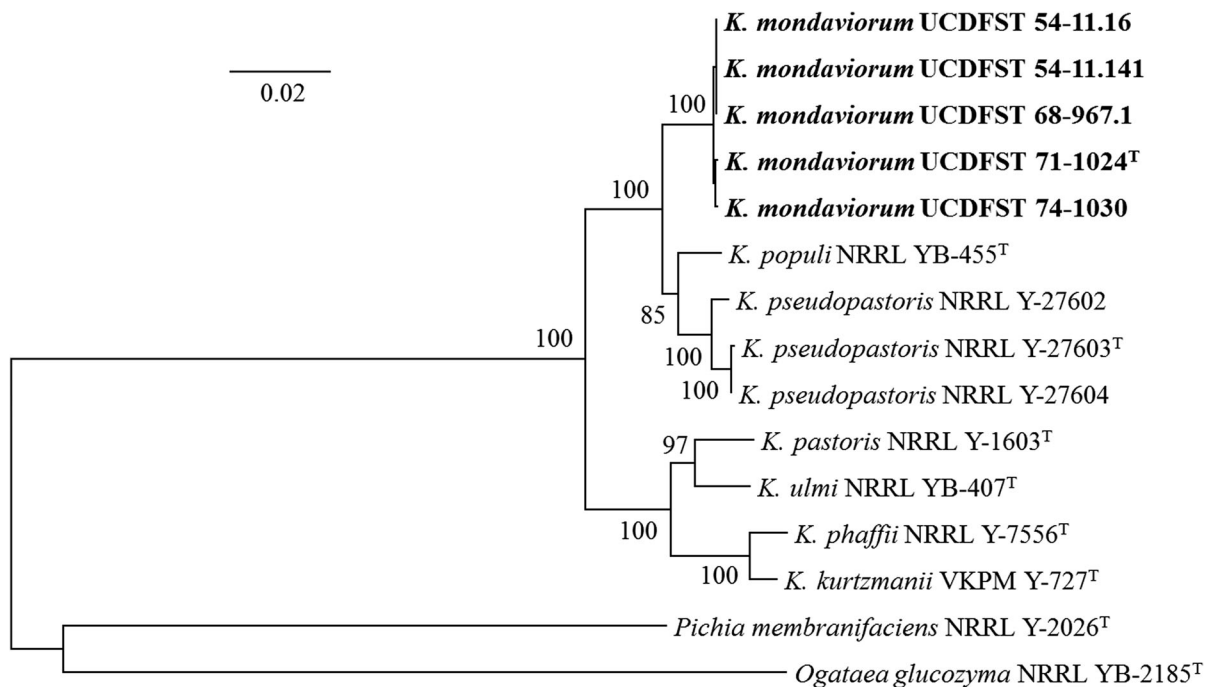 K. mondaviorum UCDFST 54-11.16
K. mondaviorum UCDFST 54-11.141
0.02
100
K. mondaviorum UCDFST 68-967.1
K. mondaviorum UCDFST 71-1024ᵀ
100
K. mondaviorum UCDFST 74-1030
K. populi NRRL YB-455ᵀ
K. pseudopastoris NRRL Y-27602
85
100
K. pseudopastoris NRRL Y-27603ᵀ
100
100
K. pseudopastoris NRRL Y-27604
97
K. pastoris NRRL Y-1603ᵀ
K. ulmi NRRL YB-407ᵀ
100
K. phaffii NRRL Y-7556ᵀ
100
K. kurtzmanii VKPM Y-727ᵀ
Pichia membranifaciens NRRL Y-2026ᵀ
Ogataea glucozyma NRRL YB-2185ᵀ